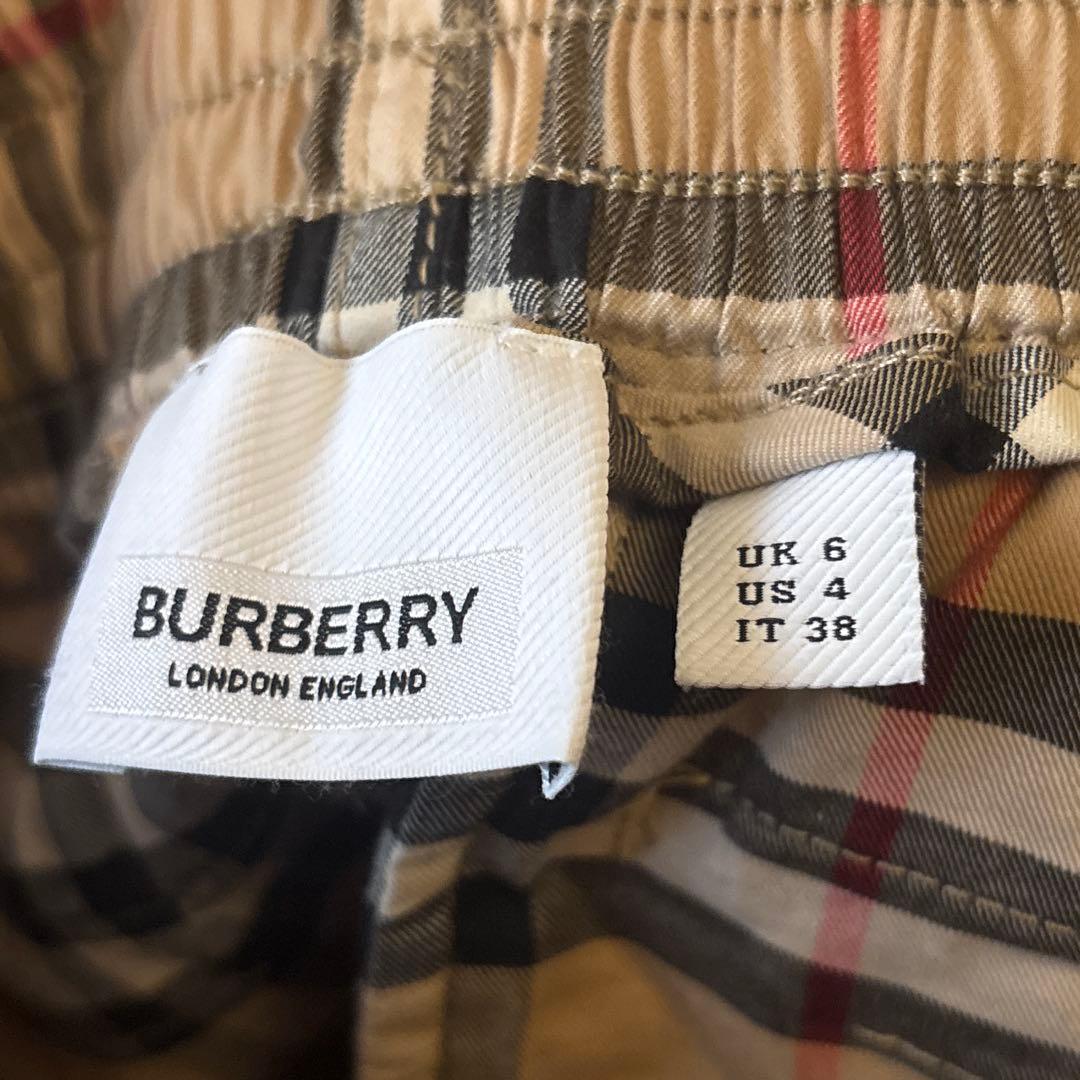 BURBERRY
LONDON ENGLAND
UK 6
US 4
IT 38